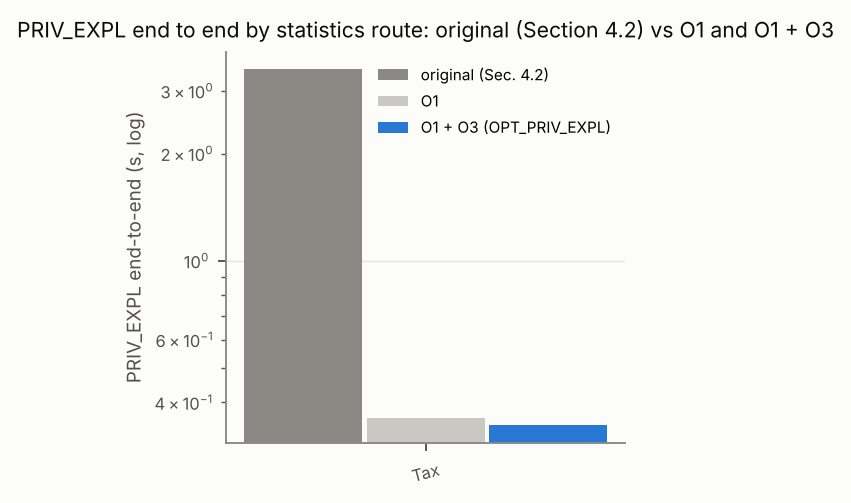 PRIV_EXPL end to end by statistics route: original (Section 4.2) vs O1 and O1 + O3
original (Sec. 4.2)
O1
O1 + O3 (OPT_PRIV_EXPL)
PRIV_EXPL end-to-end (s, log)
3 × 10⁰
2 × 10⁰
10⁰
6 × 10⁻¹
4 × 10⁻¹
Tax